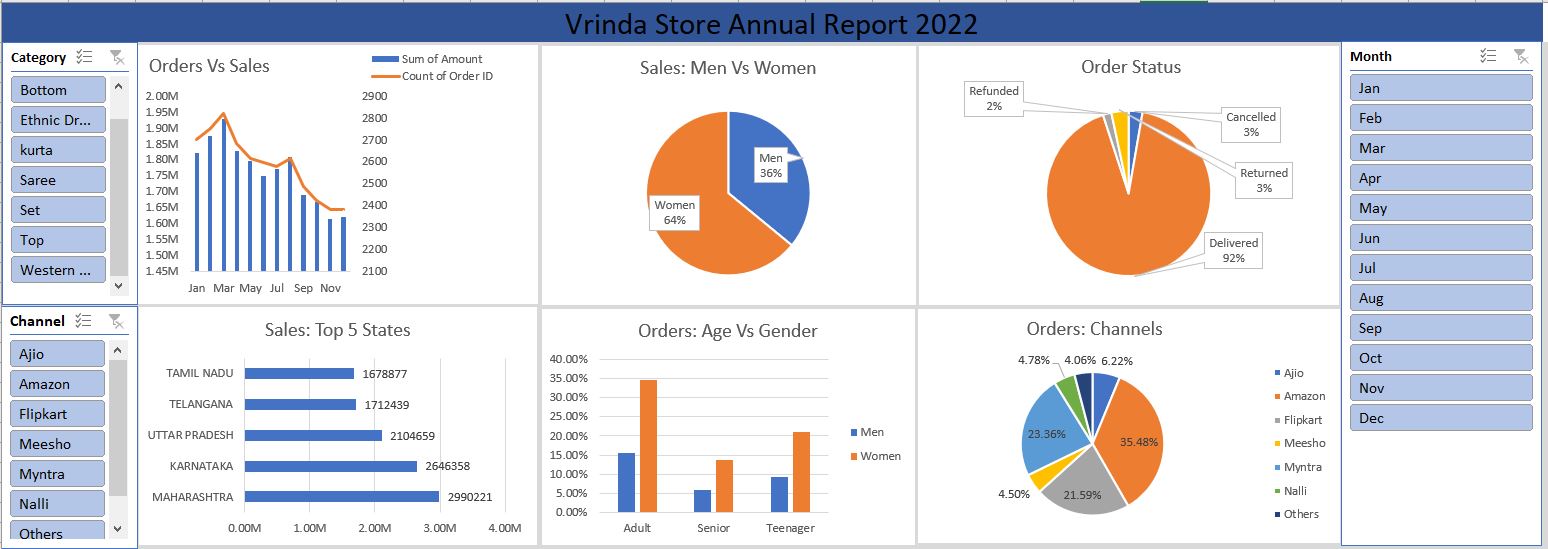 Vrinda Store Annual Report 2022
Category
Bottom
Ethnic Dr...
kurta
Saree
Set
Top
Western ...
Channel
Ajio
Amazon
Flipkart
Meesho
Myntra
Nalli
Others
Orders Vs Sales
Sum of Amount
Count of Order ID
2.00M
1.95M
1.90M
1.85M
1.80M
1.75M
1.70M
1.65M
1.60M
1.55M
1.50M
1.45M
2900
2800
2700
2600
2500
2400
2300
2200
2100
Jan Mar May Jul Sep Nov
Sales: Men Vs Women
Men
36%
Women
64%
Order Status
Refunded
2%
Cancelled
3%
Returned
3%
Delivered
92%
Sales: Top 5 States
TAMIL NADU 1678877
TELANGANA 1712439
UTTAR PRADESH 2104659
KARNATAKA 2646358
MAHARASHTRA 2990221
0.00M 1.00M 2.00M 3.00M 4.00M
Orders: Age Vs Gender
40.00%
35.00%
30.00%
25.00%
20.00%
15.00%
10.00%
5.00%
0.00%
Adult Senior Teenager
Men
Women
Orders: Channels
4.78% 4.06% 6.22%
23.36%
35.48%
4.50%
21.59%
Ajio
Amazon
Flipkart
Meesho
Myntra
Nalli
Others
Month
Jan
Feb
Mar
Apr
May
Jun
Jul
Aug
Sep
Oct
Nov
Dec